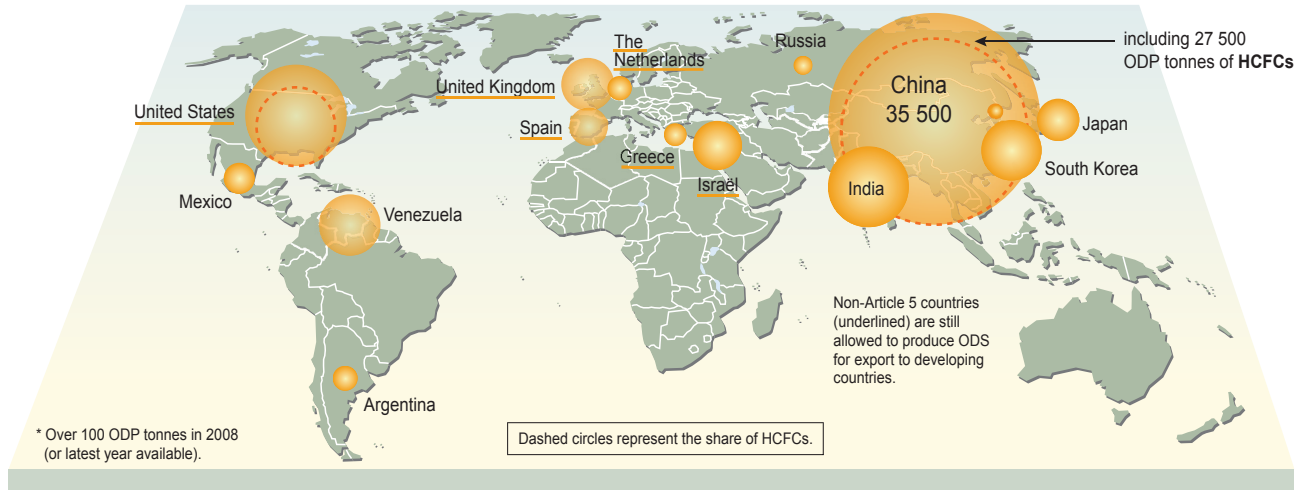 The
Netherlands
Russia
including 27 500
ODP tonnes of HCFCs
United Kingdom
China
35 500
United States
Spain
Japan
Greece
South Korea
Israël
India
Mexico
Venezuela
Non-Article 5 countries
(underlined) are still
allowed to produce ODS
for export to developing
countries.
Argentina
* Over 100 ODP tonnes in 2008
(or latest year available).
Dashed circles represent the share of HCFCs.